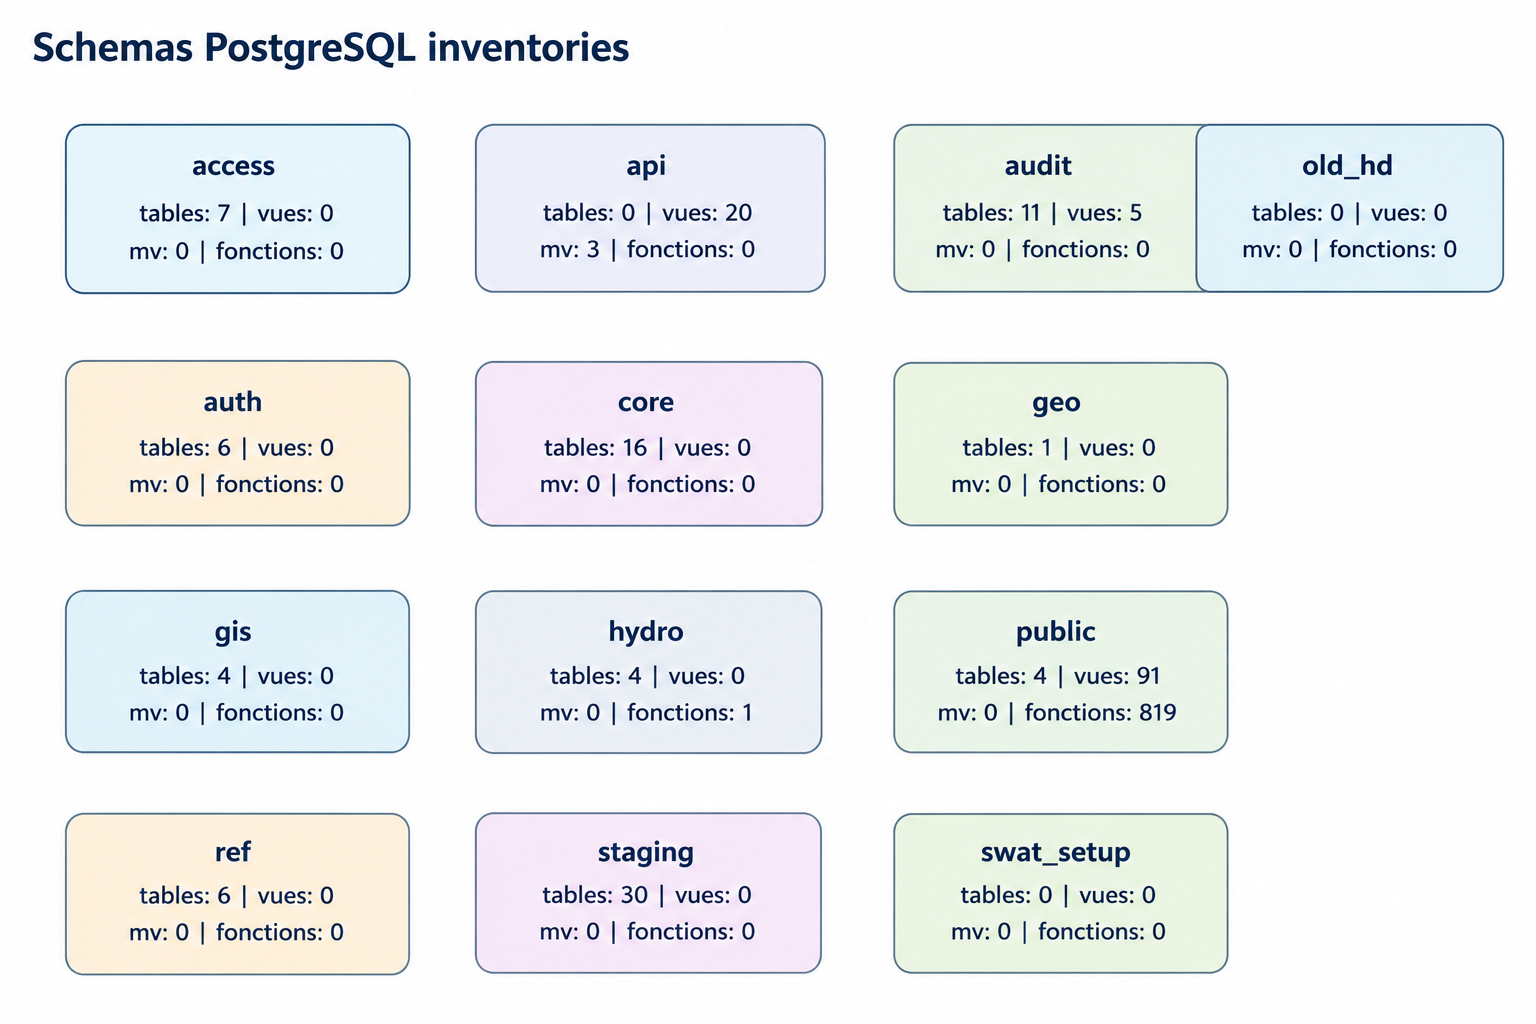 Schemas PostgreSQL inventories
access
tables: 7 | vues: 0
mv: 0 | fonctions: 0
api
tables: 0 | vues: 20
mv: 3 | fonctions: 0
audit
tables: 11 | vues: 5
mv: 0 | fonctions: 0
old_hd
tables: 0 | vues: 0
mv: 0 | fonctions: 0
auth
tables: 6 | vues: 0
mv: 0 | fonctions: 0
core
tables: 16 | vues: 0
mv: 0 | fonctions: 0
geo
tables: 1 | vues: 0
mv: 0 | fonctions: 0
gis
tables: 4 | vues: 0
mv: 0 | fonctions: 0
hydro
tables: 4 | vues: 0
mv: 0 | fonctions: 1
public
tables: 4 | vues: 91
mv: 0 | fonctions: 819
ref
tables: 6 | vues: 0
mv: 0 | fonctions: 0
staging
tables: 30 | vues: 0
mv: 0 | fonctions: 0
swat_setup
tables: 0 | vues: 0
mv: 0 | fonctions: 0